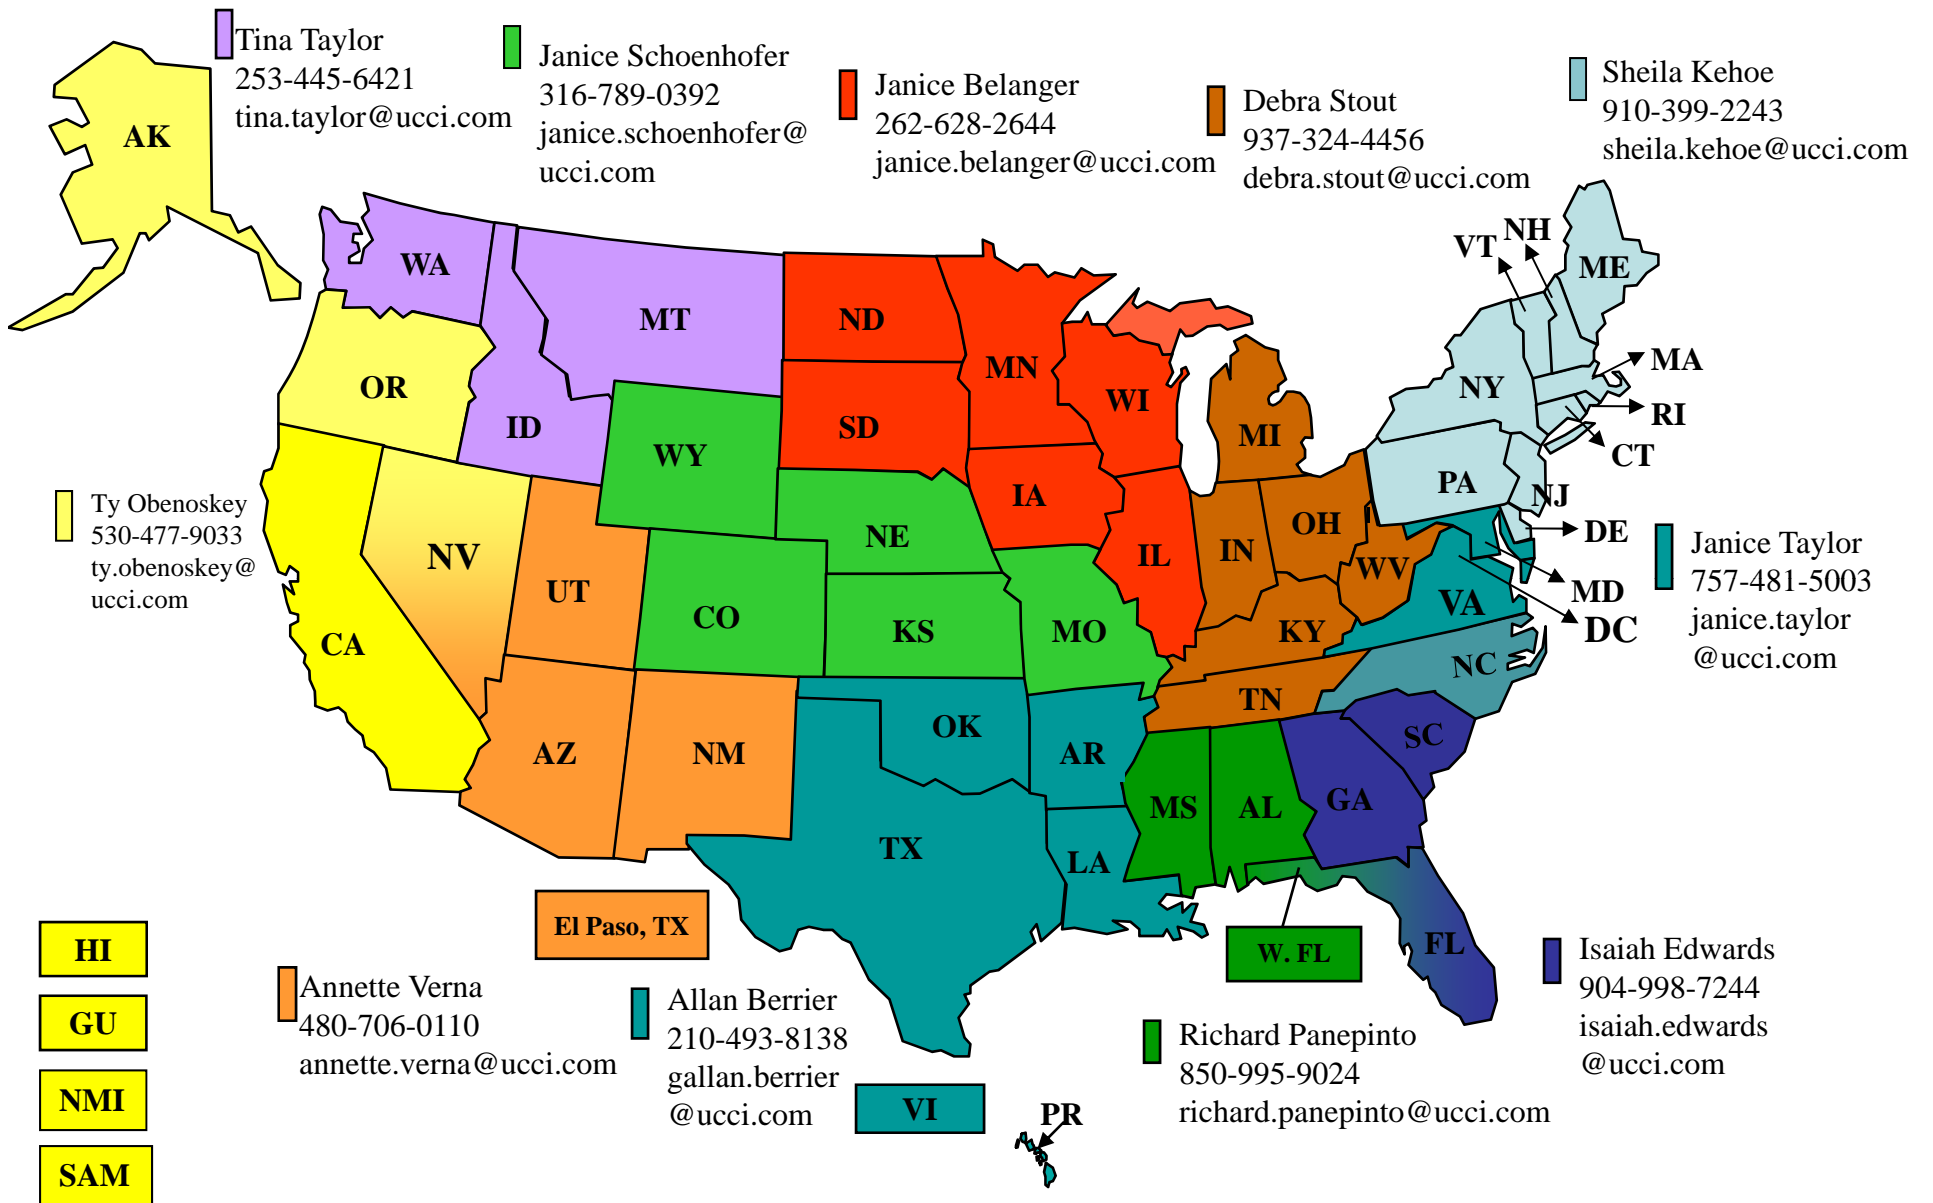 Tina Taylor
253-445-6421
tina.taylor@ucci.com
Janice Schoenhofer
316-789-0392
janice.schoenhofer@
ucci.com
Janice Belanger
262-628-2644
janice.belanger@ucci.com
Debra Stout
937-324-4456
debra.stout@ucci.com
Sheila Kehoe
910-399-2243
sheila.kehoe@ucci.com
AK
WA
MT
ND
MN
VT
NH
ME
OR
ID
WY
SD
WI
MI
NY
MA
RI
CT
Ty Obenoskey
530-477-9033
ty.obenoskey@
ucci.com
NV
UT
CO
NE
IA
IL
IN
OH
PA
NJ
DE
WV
MD
VA
DC
Janice Taylor
757-481-5003
janice.taylor
@ucci.com
CA
KS
MO
KY
NC
TN
AZ
NM
OK
AR
SC
TX
LA
MS
AL
GA
El Paso, TX
W. FL
FL
HI
GU
NMI
SAM
Annette Verna
480-706-0110
annette.verna@ucci.com
Allan Berrier
210-493-8138
gallan.berrier
@ucci.com
VI
PR
Richard Panepinto
850-995-9024
richard.panepinto@ucci.com
Isaiah Edwards
904-998-7244
isaiah.edwards
@ucci.com